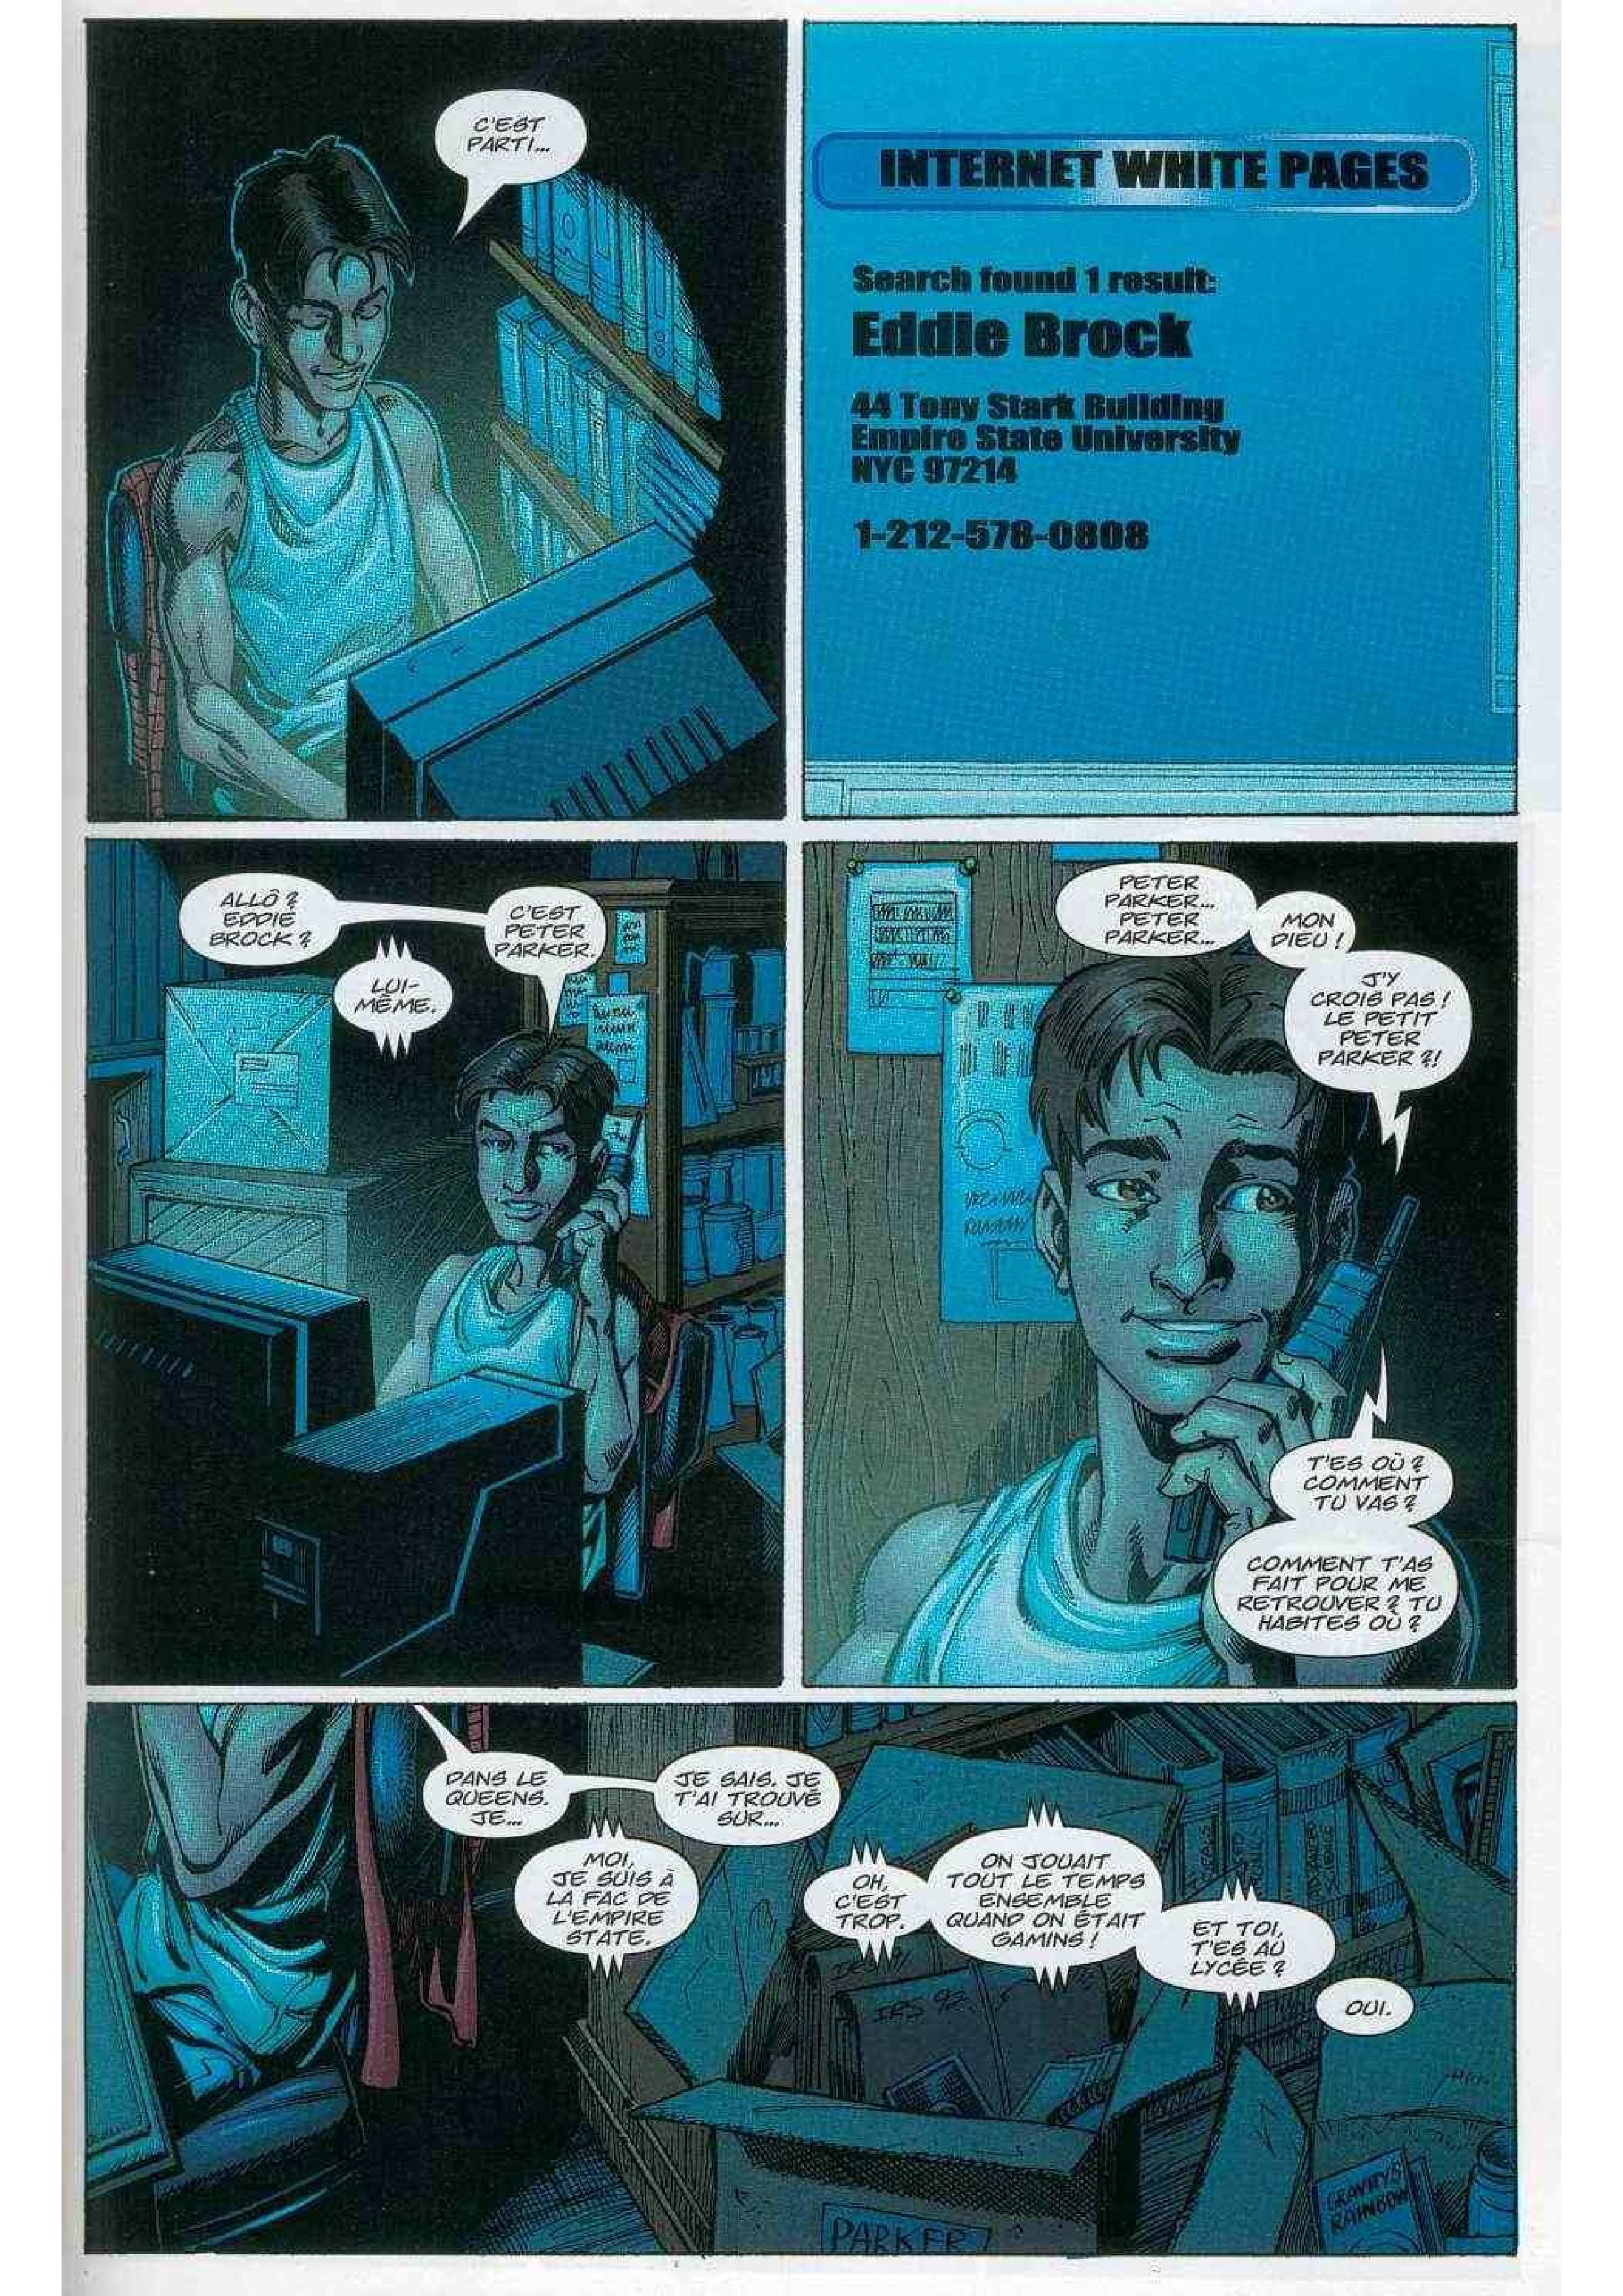 C'EST
PARTI...
INTERNET WHITE PAGES
Search found 1 result:
Eddie Brock
44 Tony Stark Building
Empire State University
NYC 97214
1-212-578-0808
ALLÔ ?
EDDIE
BROCK ?
LUI-
MÊME.
C'EST
PETER
PARKER.
PETER
PARKER...
PETER
PARKER...
MON
DIEU !
J'Y
CROIS PAS !
LE PETIT
PETER
PARKER ?!
T'ES OÙ ?
COMMENT
TU VAS ?
COMMENT T'AS
FAIT POUR ME
RETROUVER ? TU
HABITES OÙ ?
DANS LE
QUEENS.
JE...
MOI,
JE SUIS À
LA FAC DE
L'EMPIRE
STATE.
JE SAIS. JE
T'AI TROUVÉ
SUR...
OH,
C'EST
TROP.
ON JOUAIT
TOUT LE TEMPS
ENSEMBLE
QUAND ON ÉTAIT
GAMINS !
ET TOI,
T'ES AU
LYCÉE ?
OUI.
IRS 92
GRAVITY'S
RAINBOW
PARKER